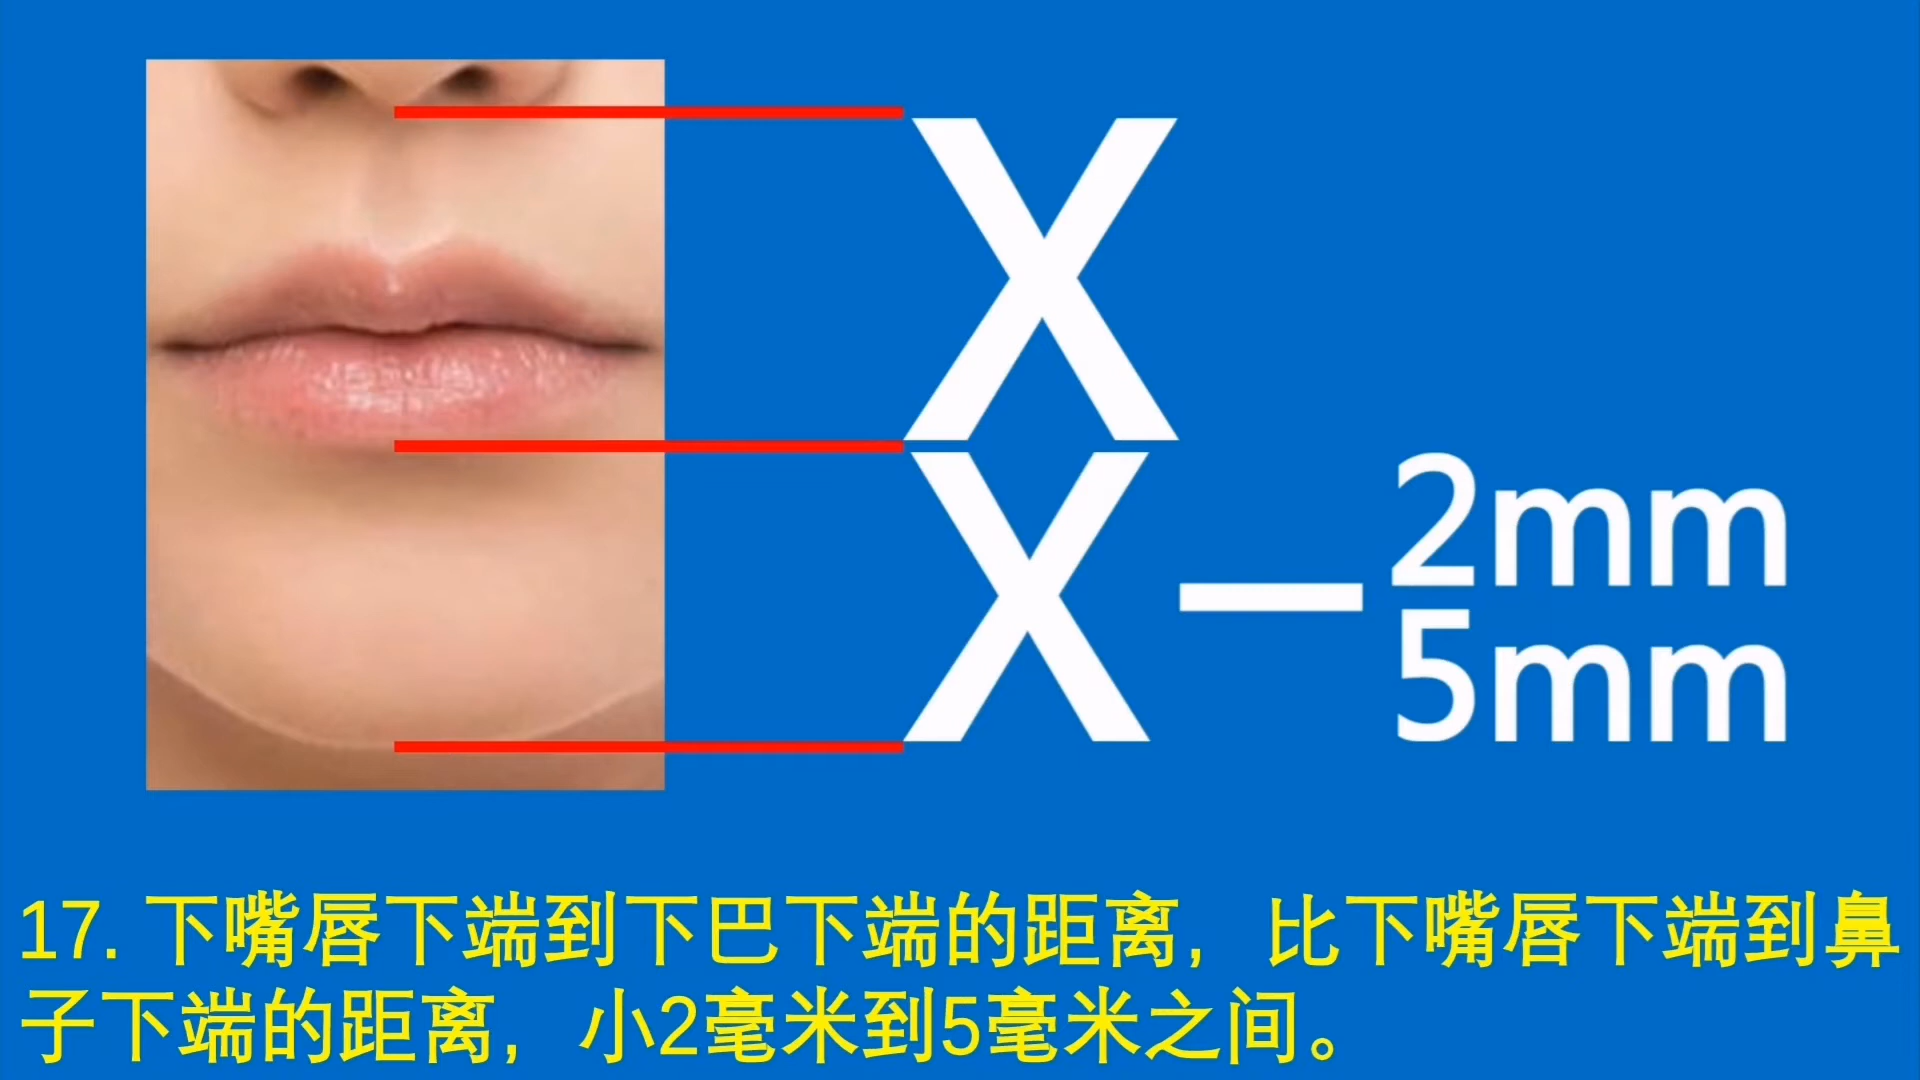 X
X - 2mm
5mm
17. 下嘴唇下端到下巴下端的距离，比下嘴唇下端到鼻
子下端的距离，小2毫米到5毫米之间。